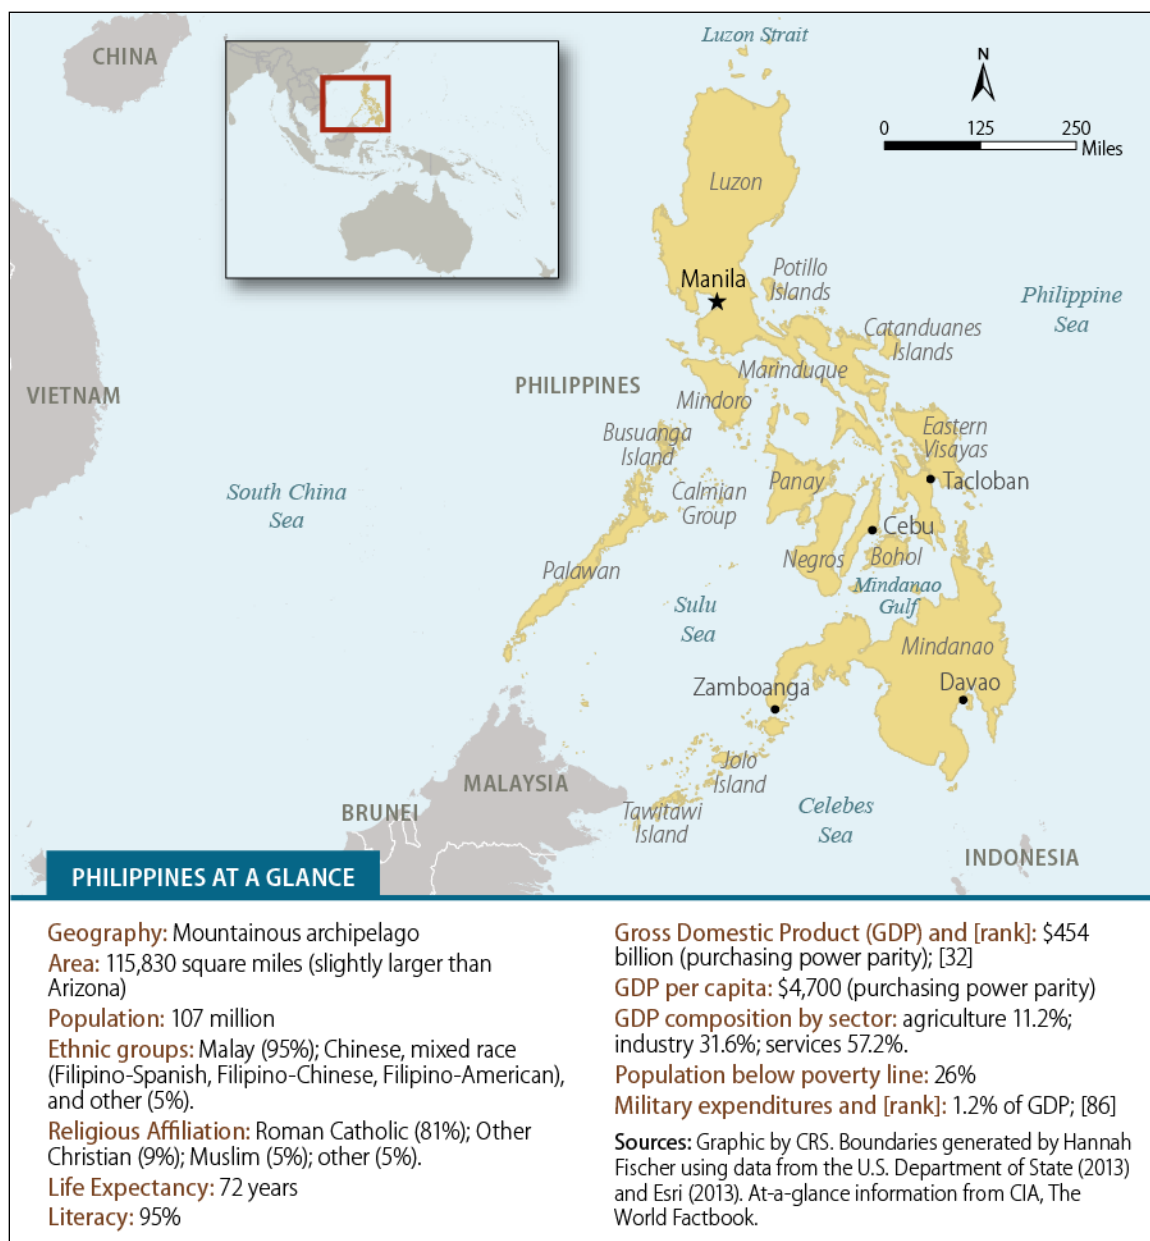 Luzon Strait
CHINA
N
0 125 250
Miles
Luzon
Manila
Potillo
Islands
Philippine
Sea
Catanduanes
Islands
Marinduque
PHILIPPINES
VIETNAM
Mindoro
Busuanga
Island
Eastern
Visayas
South China
Sea
Calmian
Group
Panay
Tacloban
Cebu
Negros
Bohol
Palawan
Mindanao
Gulf
Sulu
Sea
Mindanao
Zamboanga
Davao
Jolo
Island
MALAYSIA
BRUNEI
Tawitawi
Island
Celebes
Sea
INDONESIA
PHILIPPINES AT A GLANCE
Geography: Mountainous archipelago
Area: 115,830 square miles (slightly larger than
Arizona)
Population: 107 million
Ethnic groups: Malay (95%); Chinese, mixed race
(Filipino-Spanish, Filipino-Chinese, Filipino-American),
and other (5%).
Religious Affiliation: Roman Catholic (81%); Other
Christian (9%); Muslim (5%); other (5%).
Life Expectancy: 72 years
Literacy: 95%
Gross Domestic Product (GDP) and [rank]: $454
billion (purchasing power parity); [32]
GDP per capita: $4,700 (purchasing power parity)
GDP composition by sector: agriculture 11.2%;
industry 31.6%; services 57.2%.
Population below poverty line: 26%
Military expenditures and [rank]: 1.2% of GDP; [86]
Sources: Graphic by CRS. Boundaries generated by Hannah
Fischer using data from the U.S. Department of State (2013)
and Esri (2013). At-a-glance information from CIA, The
World Factbook.